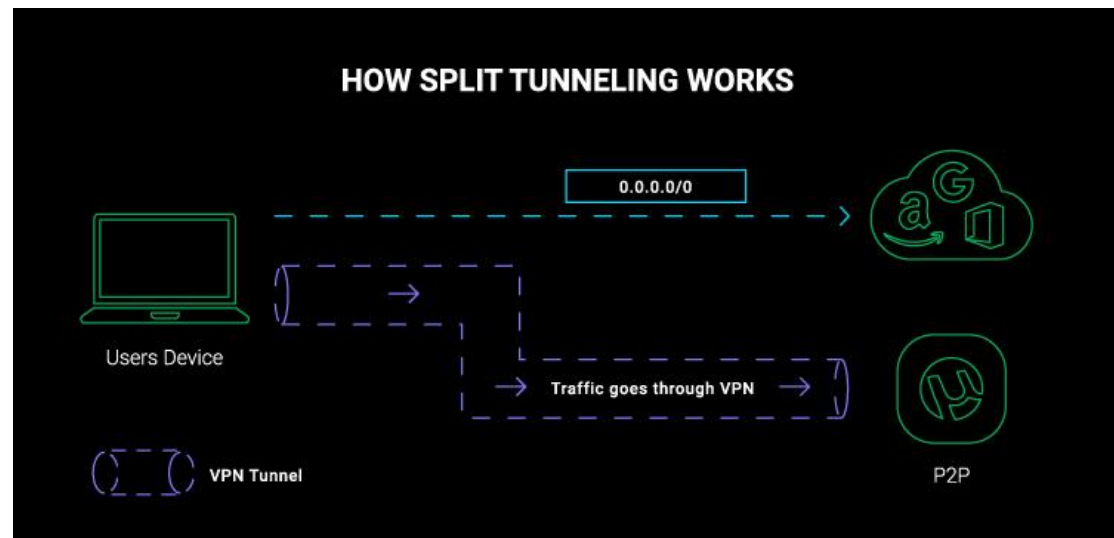 HOW SPLIT TUNNELING WORKS
0.0.0.0/0
a
G
Users Device
Traffic goes through VPN
µ
VPN Tunnel
P2P